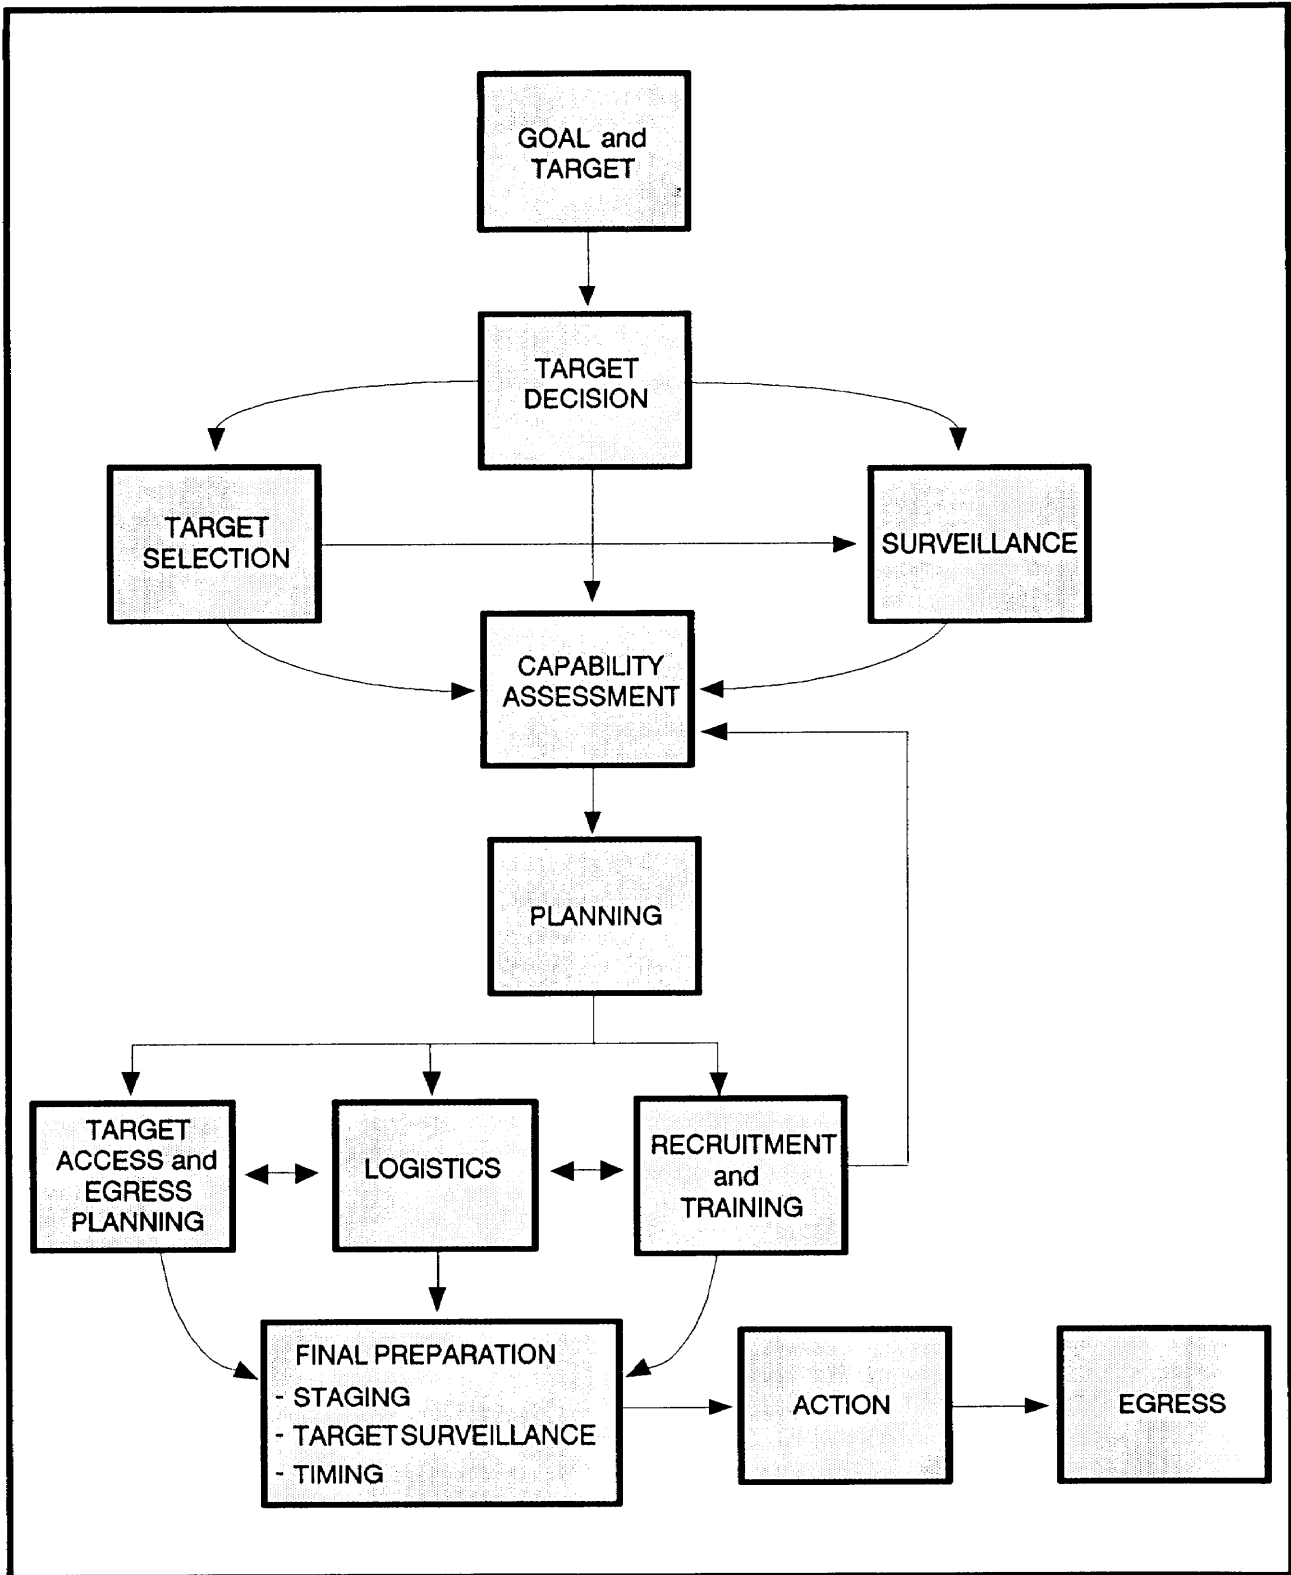 GOAL and
TARGET
TARGET
DECISION
TARGET
SELECTION
SURVEILLANCE
CAPABILITY
ASSESSMENT
PLANNING
TARGET
ACCESS and
EGRESS
PLANNING
LOGISTICS
RECRUITMENT
and
TRAINING
FINAL PREPARATION
- STAGING
- TARGET SURVEILLANCE
- TIMING
ACTION
EGRESS